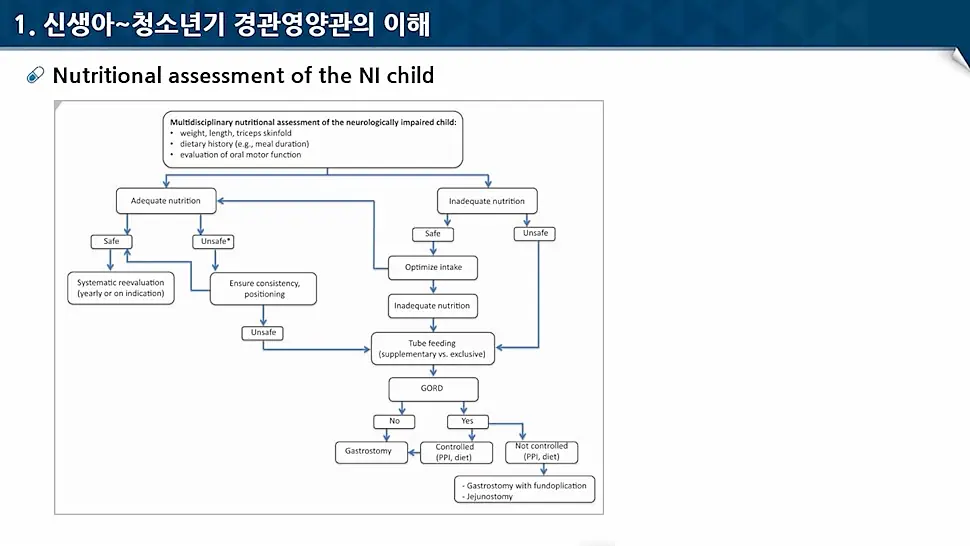 1. 신생아~청소년기 경관영양관의 이해
Nutritional assessment of the NI child
Multidisciplinary nutritional assessment of the neurologically impaired child:
• weight, length, triceps skinfold
• dietary history (e.g., meal duration)
• evaluation of oral motor function
Adequate nutrition
Inadequate nutrition
Safe
Unsafe*
Safe
Unsafe
Systematic reevaluation
(yearly or on indication)
Ensure consistency,
positioning
Optimize intake
Inadequate nutrition
Unsafe
Tube feeding
(supplementary vs. exclusive)
GORD
No
Yes
Gastrostomy
Controlled
(PPI, diet)
Not controlled
(PPI, diet)
- Gastrostomy with fundoplication
- Jejunostomy